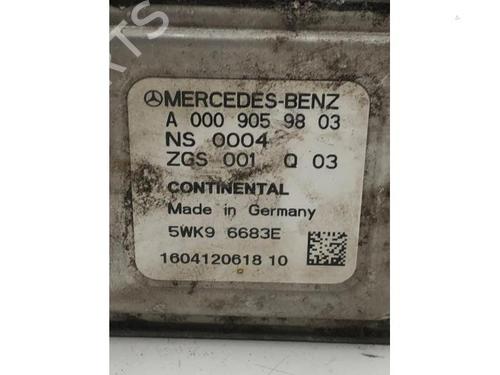 MERCEDES-BENZ
A 000 905 98 03
NS 0004
ZGS 001 Q 03
CONTINENTAL
Made in Germany
5WK9 6683E
1604120618 10